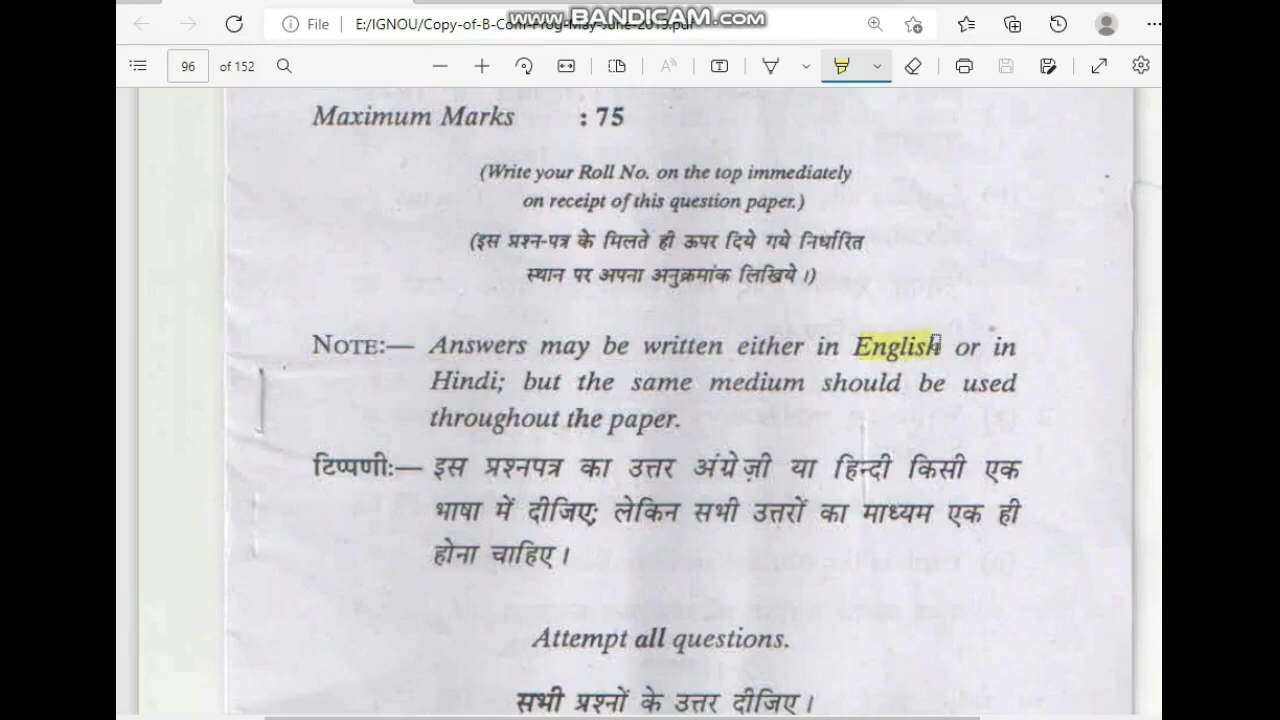 www.BANDICAM.com
File E:/IGNOU/Copy-of-B-Com-Prog-May-June-2019.pdf
96 of 152
Maximum Marks : 75
(Write your Roll No. on the top immediately
on receipt of this question paper.)
(इस प्रश्न-पत्र के मिलते ही ऊपर दिये गये निर्धारित
स्थान पर अपना अनुक्रमांक लिखिये।)
NOTE:— Answers may be written either in English or in
Hindi; but the same medium should be used
throughout the paper.
टिप्पणी:— इस प्रश्नपत्र का उत्तर अंग्रेज़ी या हिन्दी किसी एक
भाषा में दीजिए; लेकिन सभी उत्तरों का माध्यम एक ही
होना चाहिए।
Attempt all questions.
सभी प्रश्नों के उत्तर दीजिए।